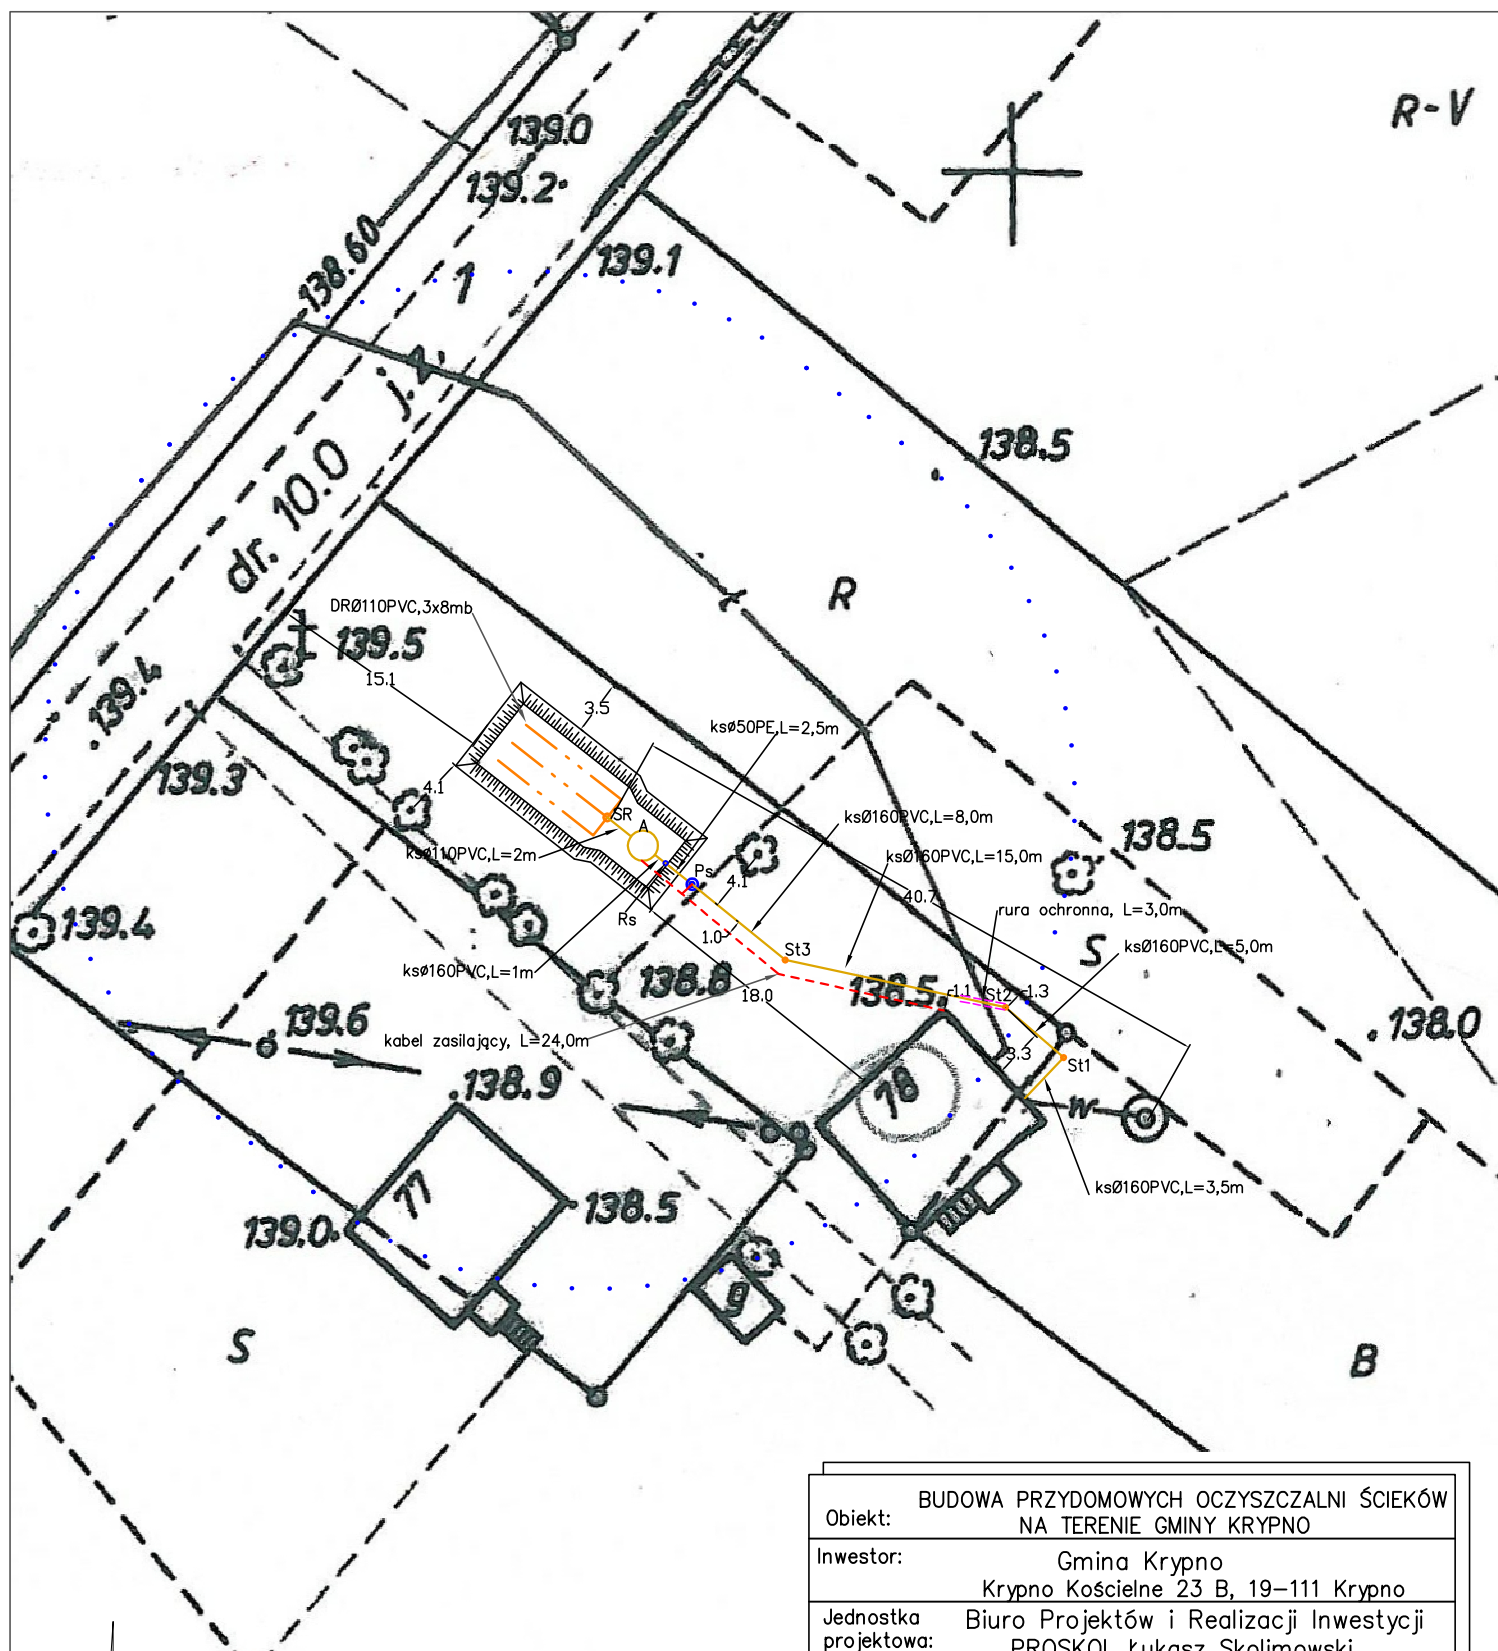 R-V
139.0
139.2
138.60
139.1
1
j.ż.
138.5
dr. 10.0
R
DRØ110PVC,3x8mb
139.5
15.1
139.4
3.5
ksø50PE,L=2,5m
139.3
4.1
SR
A
ksØ160PVC,L=8,0m
138.5
ksø110PVC,L=2m
ksØ160PVC,L=15,0m
Ps
4.1
40.7
139.4
Rs
rura ochronna, L=3,0m
1.0
St3
S
ksØ160PVC,L=5,0m
ksØ160PVC,L=1m
138.8
18.0
138.5
1.1
St2
1.3
139.6
138.0
kabel zasilający, L=24,0m
3.3
St1
138.9
78
w
77
138.5
ksØ160PVC,L=3,5m
139.0
g
S
B
Obiekt:
BUDOWA PRZYDOMOWYCH OCZYSZCZALNI ŚCIEKÓW
NA TERENIE GMINY KRYPNO
Inwestor:
Gmina Krypno
Krypno Kościelne 23 B, 19-111 Krypno
Jednostka
projektowa:
Biuro Projektów i Realizacji Inwestycji
PROSKOL Łukasz Skolimowski